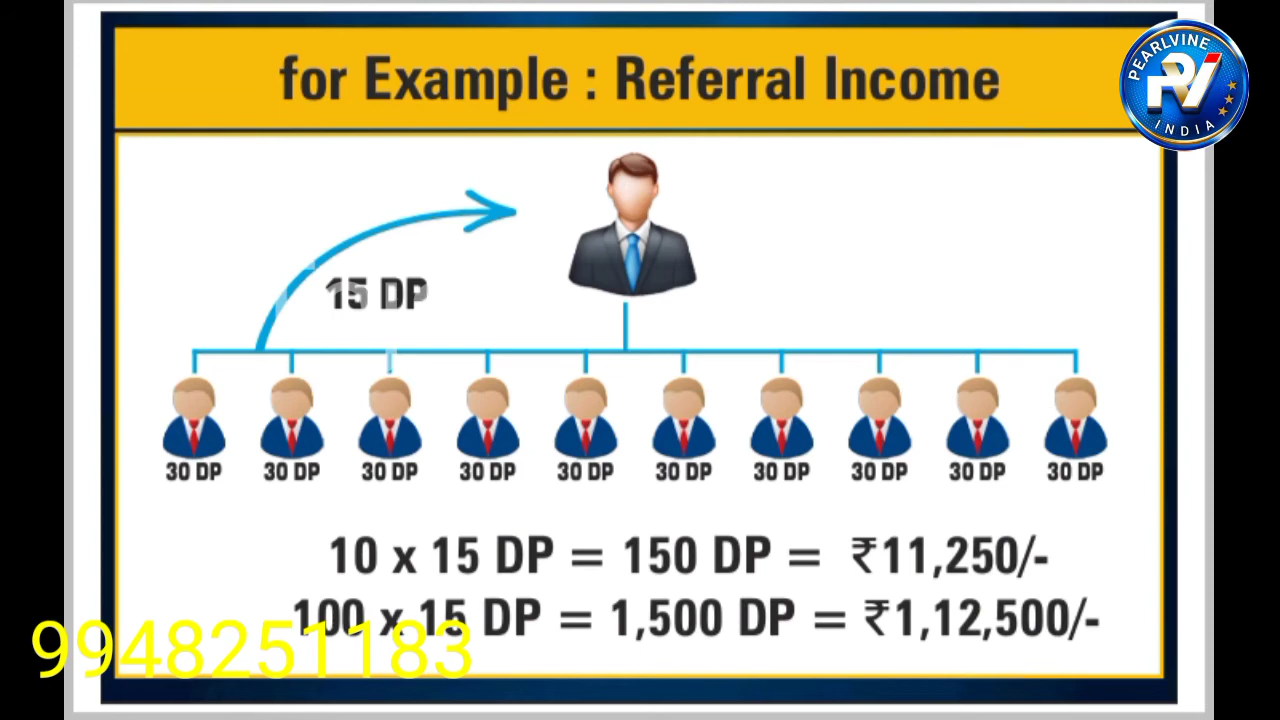 for Example : Referral Income
PEARLVINE
PV
INDIA
15 DP
30 DP 30 DP 30 DP 30 DP 30 DP 30 DP 30 DP 30 DP 30 DP 30 DP
10 x 15 DP = 150 DP = ₹11,250/-
100 x 15 DP = 1,500 DP = ₹1,12,500/-
9948251183